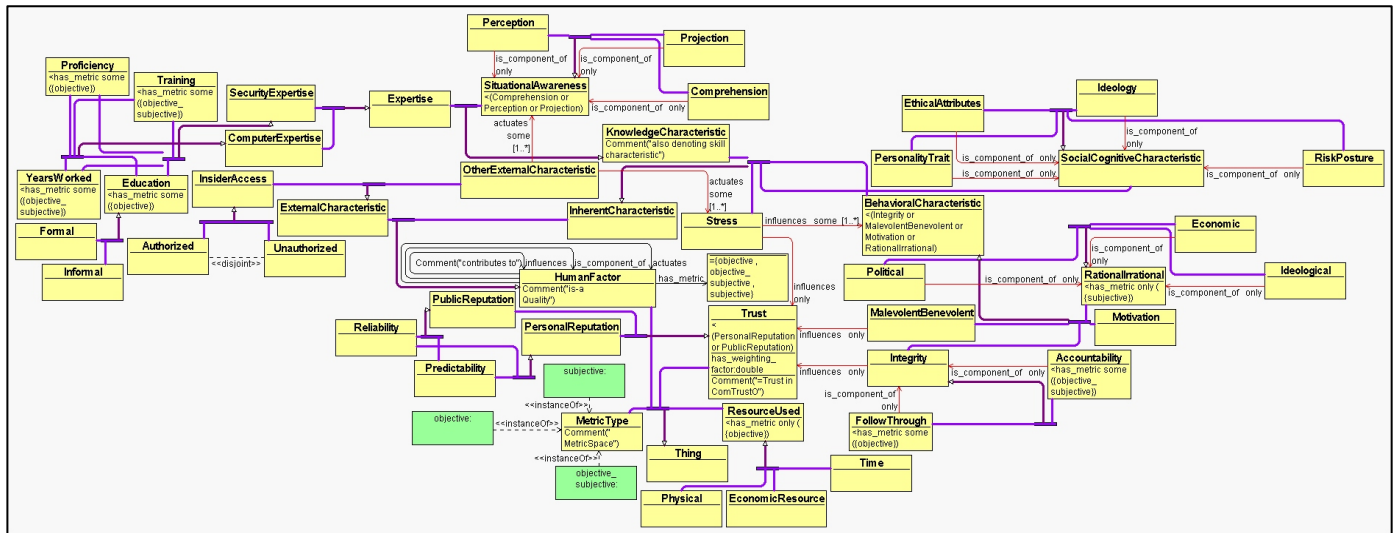 Perception
Projection
is_component_of
only
is_component_of
only
Proficiency
<has_metric some
({objective})
Training
<has_metric some
({objective_
subjective})
SecurityExpertise
Expertise
SituationalAwareness
<(Comprehension or
Perception or Projection)
is_component_of only
Comprehension
ComputerExpertise
actuates
some
[1..*]
KnowledgeCharacteristic
Comment("also denoting skill
characteristic")
EthicalAttributes
Ideology
is_component_of
only
PersonalityTrait
is_component_of only
is_component_of only
SocialCognitiveCharacteristic
is_component_of
only
RiskPosture
YearsWorked
<has_metric some
({objective_
subjective})
Education
<has_metric some
({objective})
InsiderAccess
OtherExternalCharacteristic
actuates
some
[1..*]
ExternalCharacteristic
InherentCharacteristic
Stress
influences some [1..*]
BehavioralCharacteristic
<(Integrity or
MalevolentBenevolent or
Motivation or
RationalIrrational)
Economic
is_component_of
only
Formal
Informal
Authorized
Unauthorized
<<disjoint>>
Comment("contributes to")
influences
is_component_of
actuates
HumanFactor
Comment("is-a
Quality")
has_metric
={objective ,
objective_
subjective ,
subjective}
influences
only
Political
is_component_of only
RationalIrrational
<has_metric only (
{subjective})
is_component_of only
Ideological
PublicReputation
Reliability
PersonalReputation
Predictability
Trust
<
(PersonalReputation
or PublicReputation)
has_weighting_
factor:double
Comment("=Trust in
ComTrustO")
MalevolentBenevolent
influences only
Motivation
Integrity
influences only
is_component_of only
Accountability
<has_metric some
({objective_
subjective})
is_component_of
only
FollowThrough
<has_metric some
({objective})
subjective:
<<instanceOf>>
objective:
<<instanceOf>>
MetricType
Comment("
MetricSpace")
<<instanceOf>>
objective_
subjective:
Thing
ResourceUsed
<has_metric only (
{objective})
Time
Physical
EconomicResource